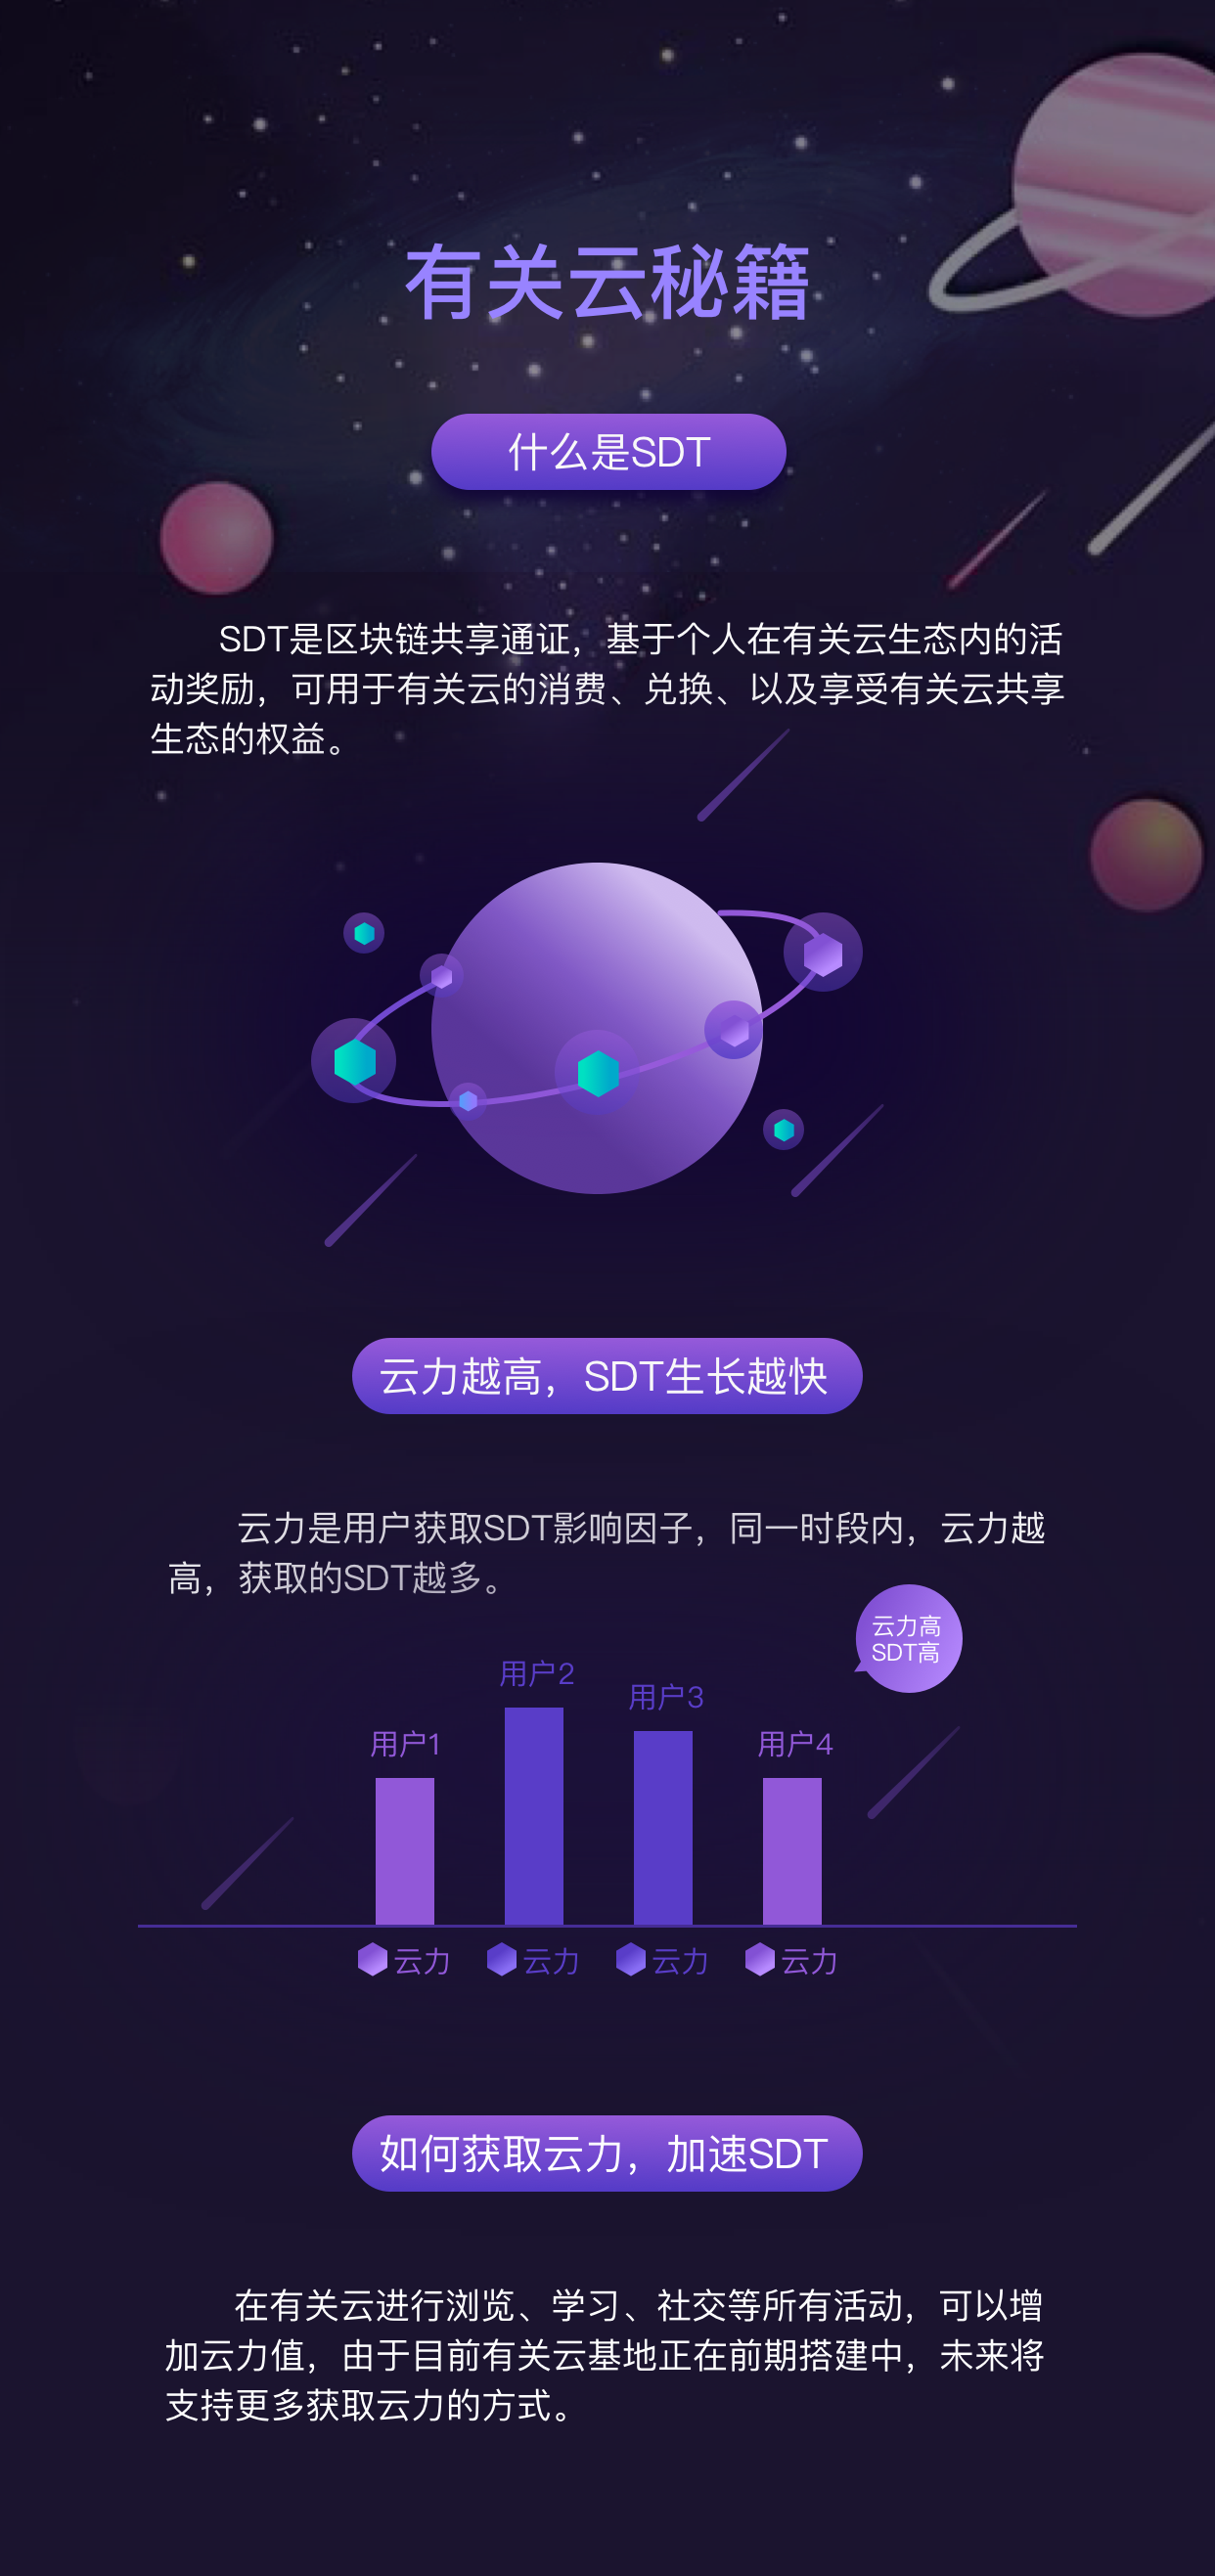 有关云秘籍
什么是SDT
SDT是区块链共享通证，基于个人在有关云生态内的活
动奖励，可用于有关云的消费、兑换、以及享受有关云共享
生态的权益。
云力越高，SDT生长越快
云力是用户获取SDT影响因子，同一时段内，云力越
高，获取的SDT越多。
云力高
SDT高
用户2
用户3
用户1
用户4
云力
云力
云力
云力
如何获取云力，加速SDT
在有关云进行浏览、学习、社交等所有活动，可以增
加云力值，由于目前有关云基地正在前期搭建中，未来将
支持更多获取云力的方式。